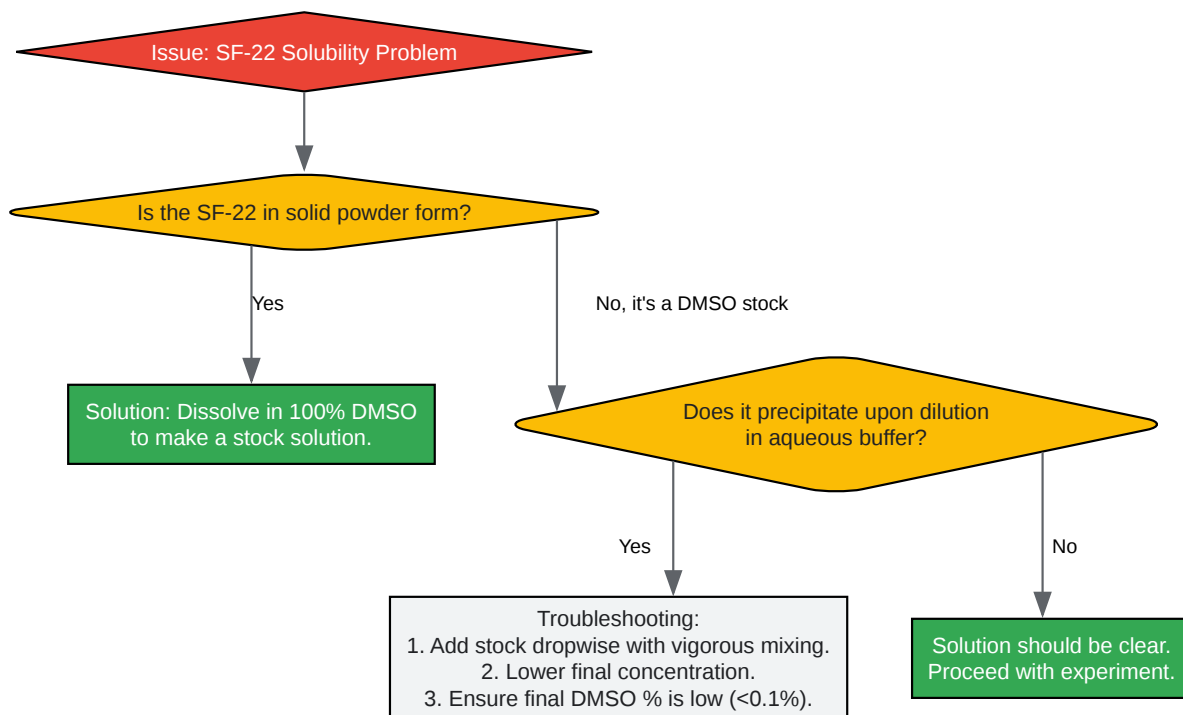 Issue: SF-22 Solubility Problem
Is the SF-22 in solid powder form?
Yes
No, it's a DMSO stock
Solution: Dissolve in 100% DMSO
to make a stock solution.
Does it precipitate upon dilution
in aqueous buffer?
Yes
No
Troubleshooting:
1. Add stock dropwise with vigorous mixing.
2. Lower final concentration.
3. Ensure final DMSO % is low (<0.1%).
Solution should be clear.
Proceed with experiment.